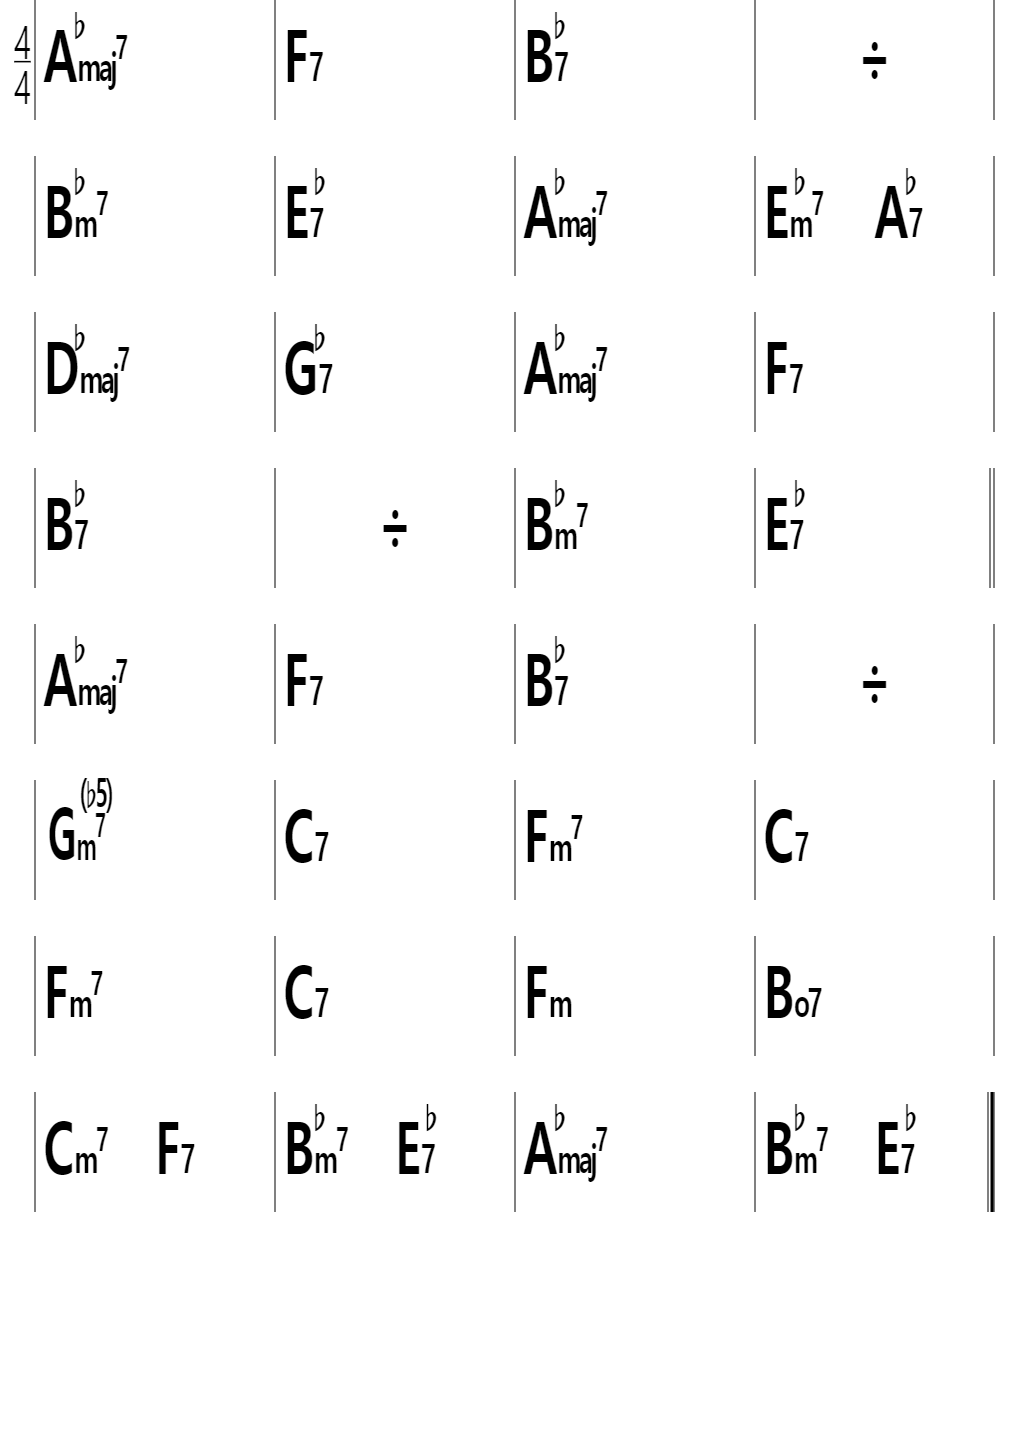 4/4 A♭maj7 F7 B♭7 ÷
B♭m7 E♭7 A♭maj7 E♭m7 A♭7
D♭maj7 G♭7 A♭maj7 F7
B♭7 ÷ B♭m7 E♭7
A♭maj7 F7 B♭7 ÷
Gm7(♭5) C7 Fm7 C7
Fm7 C7 Fm Bo7
Cm7 F7 B♭m7 E♭7 A♭maj7 B♭m7 E♭7